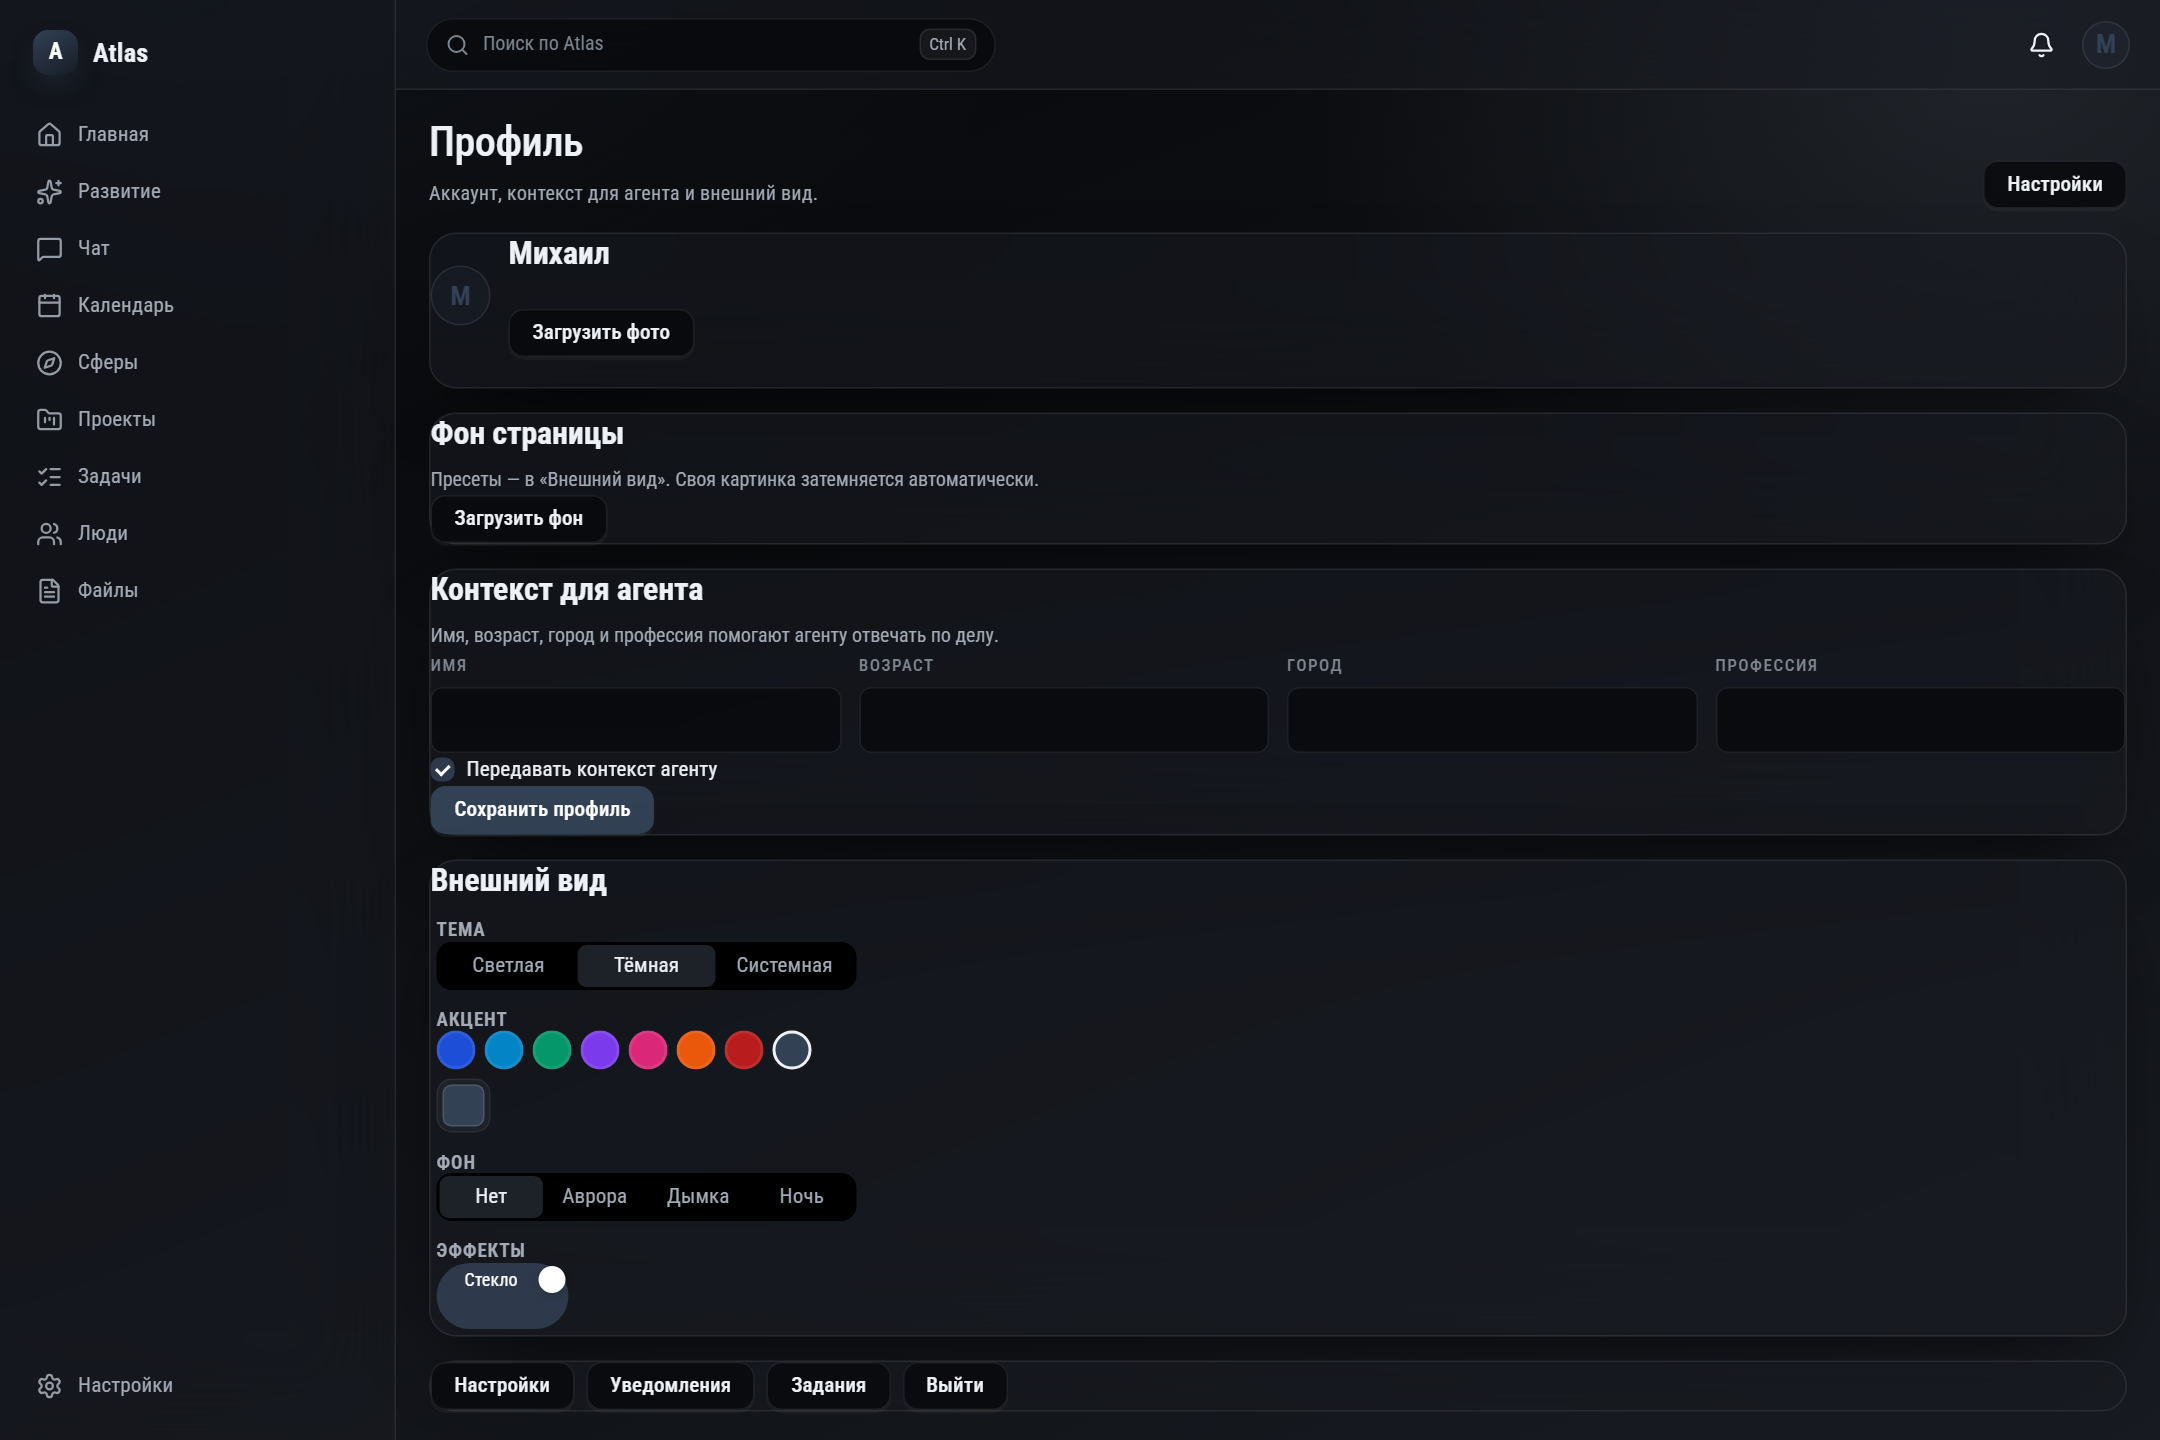 A Atlas
Главная
Развитие
Чат
Календарь
Сферы
Проекты
Задачи
Люди
Файлы
Настройки
Поиск по Atlas
Ctrl K
M
Профиль
Аккаунт, контекст для агента и внешний вид.
Настройки
M
Михаил
Загрузить фото
Фон страницы
Пресеты — в «Внешний вид». Своя картинка затемняется автоматически.
Загрузить фон
Контекст для агента
Имя, возраст, город и профессия помогают агенту отвечать по делу.
ИМЯ ВОЗРАСТ ГОРОД ПРОФЕССИЯ
Передавать контекст агенту
Сохранить профиль
Внешний вид
ТЕМА
Светлая Тёмная Системная
АКЦЕНТ
ФОН
Нет Аврора Дымка Ночь
ЭФФЕКТЫ
Стекло
Настройки Уведомления Задания Выйти